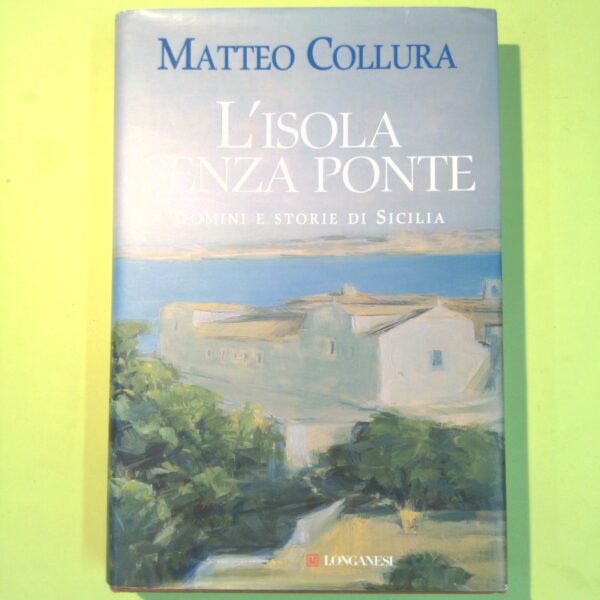 MATTEO COLLURA
L'ISOLA
SENZA PONTE
UOMINI E STORIE DI SICILIA
LONGANESI